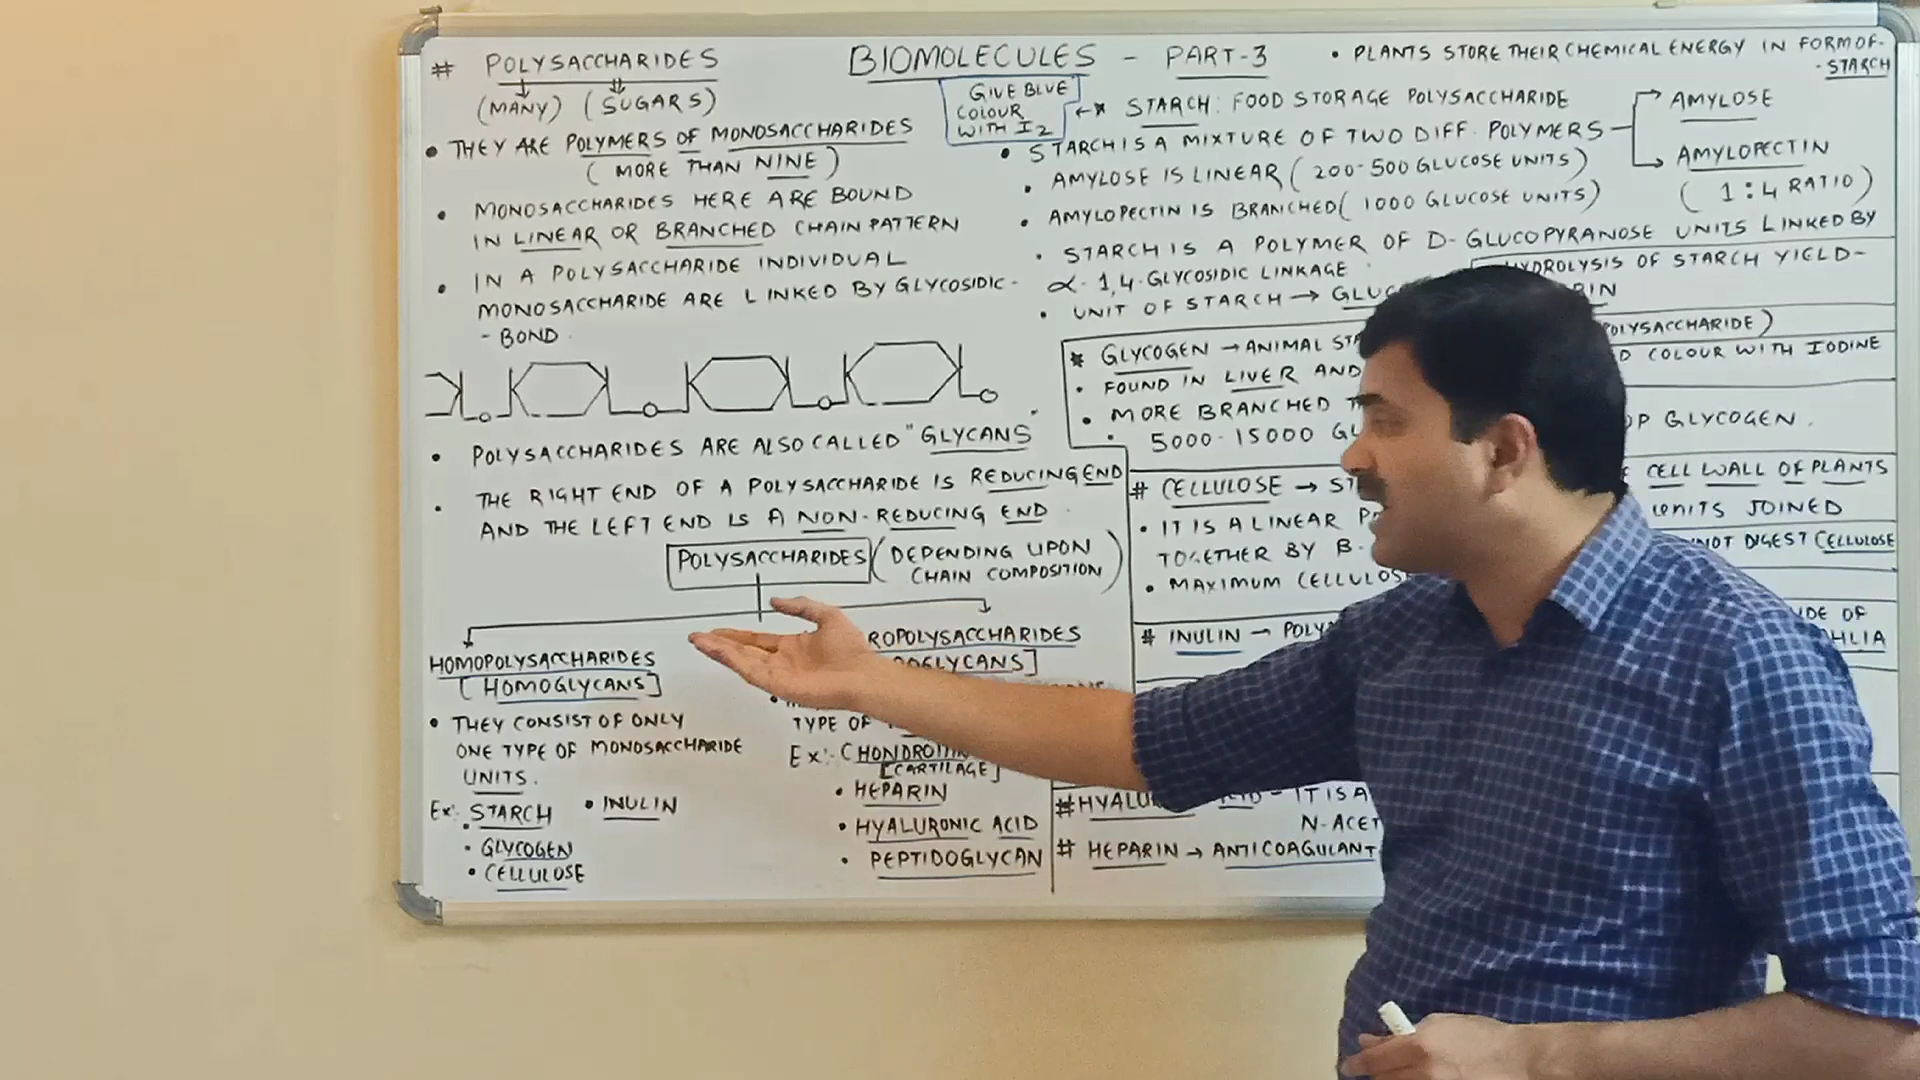 # POLYSACCHARIDES
(MANY) (SUGARS)
• THEY ARE POLYMERS OF MONOSACCHARIDES
( MORE THAN NINE )
• MONOSACCHARIDES HERE ARE BOUND
IN LINEAR OR BRANCHED CHAIN PATTERN
• IN A POLYSACCHARIDE INDIVIDUAL
MONOSACCHARIDE ARE LINKED BY GLYCOSIDIC -
- BOND.
• POLYSACCHARIDES ARE ALSO CALLED "GLYCANS
• THE RIGHT END OF A POLYSACCHARIDE IS REDUCING END
AND THE LEFT END IS A NON-REDUCING END.
POLYSACCHARIDES (DEPENDING UPON
CHAIN COMPOSITION)
HOMOPOLYSACCHARIDES
[HOMOGLYCANS]
• THEY CONSIST OF ONLY
ONE TYPE OF MONOSACCHARIDE
UNITS.
Ex:- STARCH • INULIN
• GLYCOGEN
• CELLULOSE
ROPOLYSACCHARIDES
OGLYCANS]
TYPE OF
Ex:- CHONDROITIN
[CARTILAGE]
• HEPARIN
• HYALURONIC ACID
• PEPTIDOGLYCAN
BIOMOLECULES - PART-3
• PLANTS STORE THEIR CHEMICAL ENERGY IN FORM OF-
- STARCH
GIVE BLUE
COLOUR
WITH I2
* STARCH: FOOD STORAGE POLYSACCHARIDE
• STARCH IS A MIXTURE OF TWO DIFF. POLYMERS
AMYLOSE
AMYLOPECTIN
( 1:4 RATIO)
• AMYLOSE IS LINEAR (200-500 GLUCOSE UNITS)
• AMYLOPECTIN IS BRANCHED (1000 GLUCOSE UNITS)
• STARCH IS A POLYMER OF D-GLUCOPYRANOSE UNITS LINKED BY
α-1,4-GLYCOSIDIC LINKAGE.
YDROLYSIS OF STARCH YIELD-
• UNIT OF STARCH → GLUC
RIN
* GLYCOGEN → ANIMAL STA
POLYSACCHARIDE)
• FOUND IN LIVER AND
D COLOUR WITH IODINE
• MORE BRANCHED T
OP GLYCOGEN.
• 5000-15000 GL
# CELLULOSE → ST
CELL WALL OF PLANTS
• IT IS A LINEAR P
UNITS JOINED
TOGETHER BY B-
NOT DIGEST CELLULOSE
• MAXIMUM CELLULOS
# INULIN → POLY
IDE OF
HLIA
# HYALUR - IT IS A
N-ACET
# HEPARIN → ANTICOAGULANT